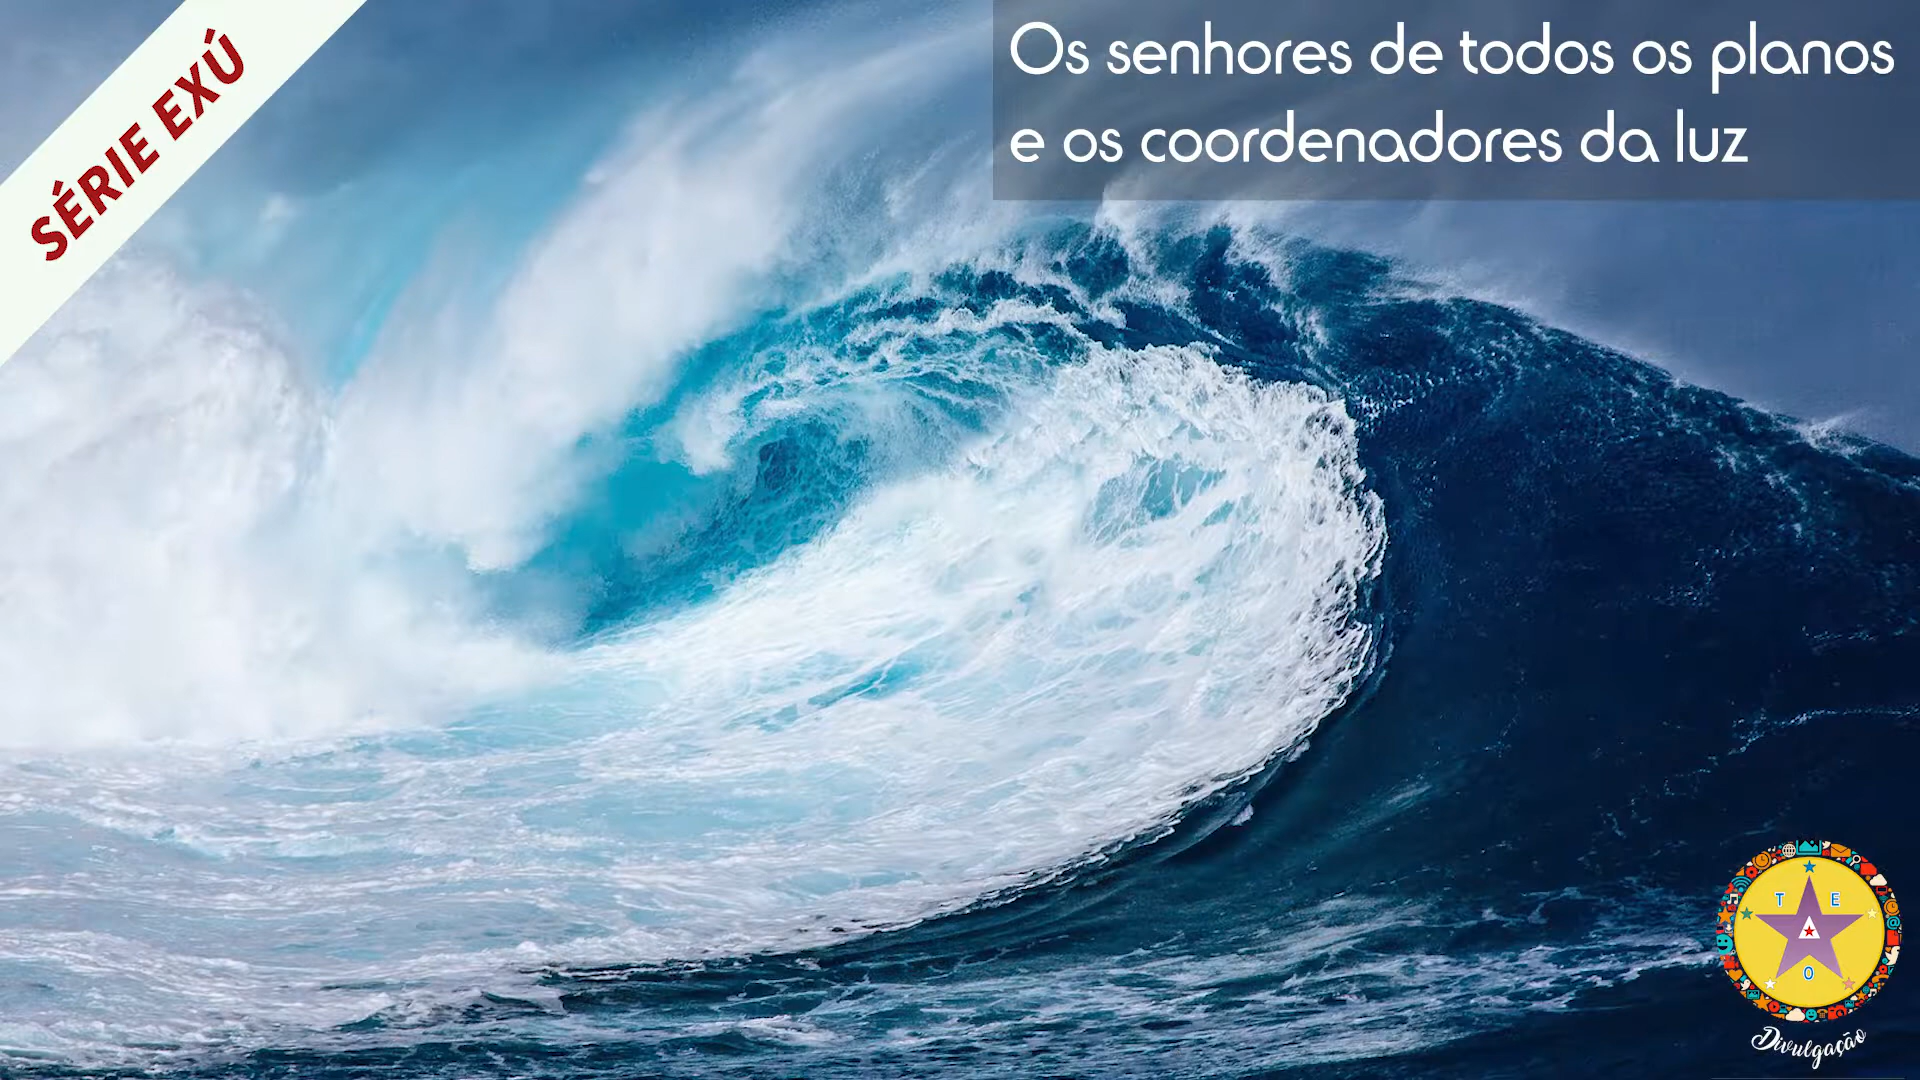 SÉRIE EXÚ
Os senhores de todos os planos
e os coordenadores da luz
T E
O
Divulgação